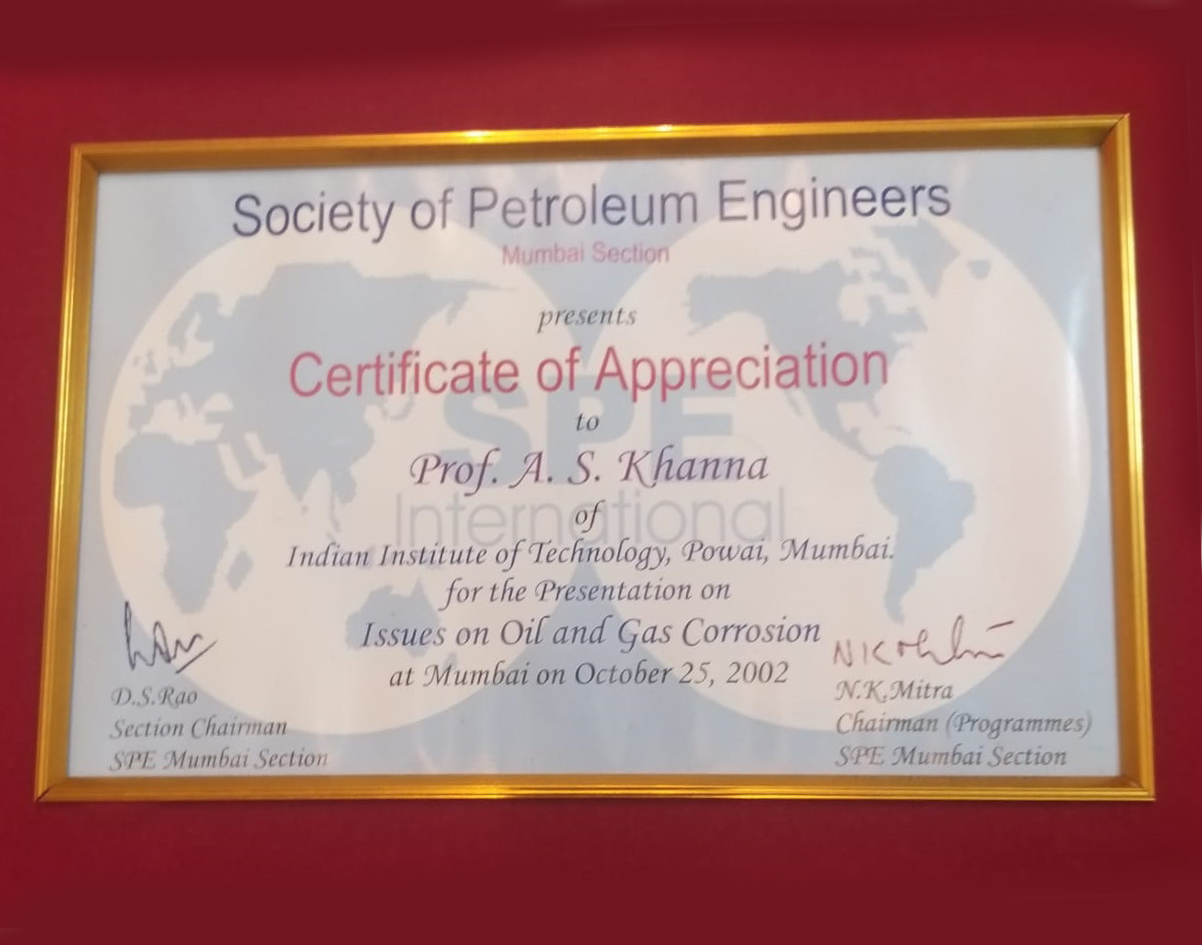 Society of Petroleum Engineers
Mumbai Section
presents
Certificate of Appreciation
to
SPE
Prof. A. S. Khanna
International
of
Indian Institute of Technology, Powai, Mumbai.
for the Presentation on
Issues on Oil and Gas Corrosion
at Mumbai on October 25, 2002
D.S.Rao
Section Chairman
SPE Mumbai Section
N.K.Mitra
Chairman (Programmes)
SPE Mumbai Section